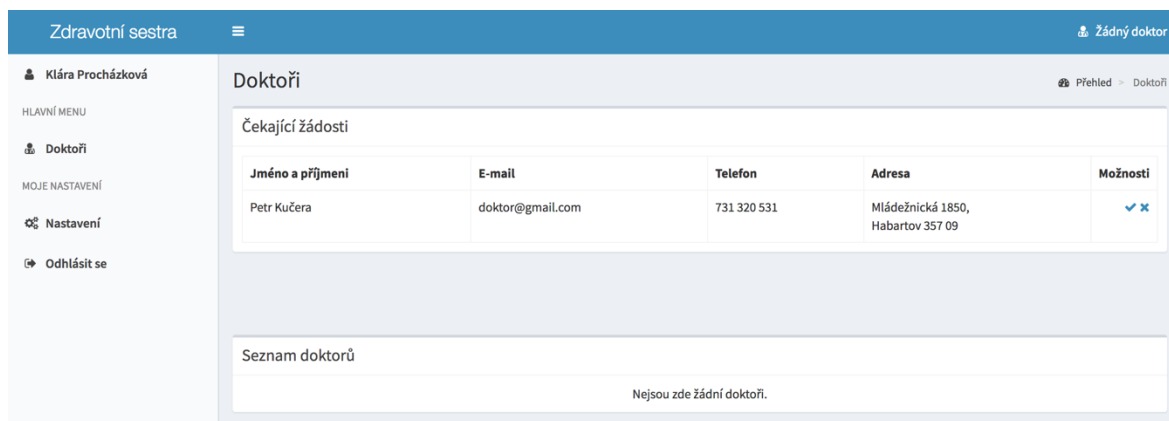 Zdravotní sestra
Žádný doktor
Klára Procházková
HLAVNÍ MENU
Doktoři
MOJE NASTAVENÍ
Nastavení
Odhlásit se
Doktoři
Přehled > Doktoři
Čekající žádosti
Jméno a příjmeni E-mail Telefon Adresa Možnosti
Petr Kučera doktor@gmail.com 731 320 531 Mládežnická 1850,
Habartov 357 09
Seznam doktorů
Nejsou zde žádní doktoři.